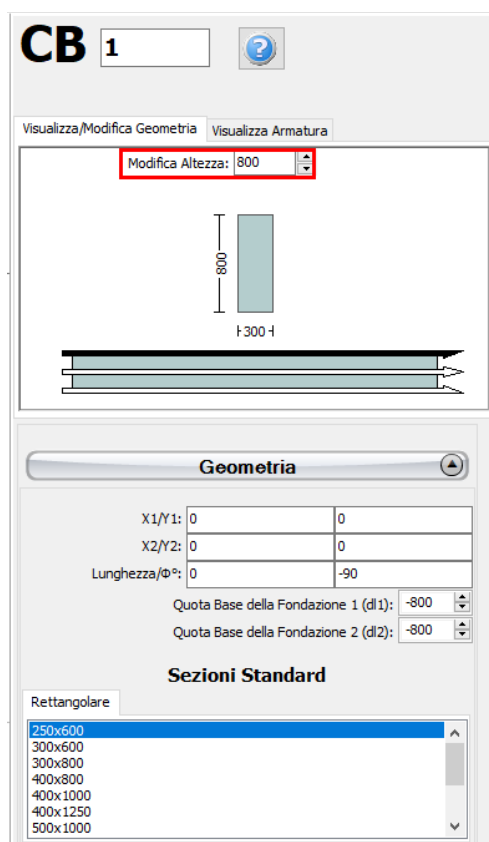 CB 1
Visualizza/Modifica Geometria Visualizza Armatura
Modifica Altezza: 800
800
300
Geometria
X1/Y1: 0 0
X2/Y2: 0 0
Lunghezza/Φº: 0 -90
Quota Base della Fondazione 1 (dl1): -800
Quota Base della Fondazione 2 (dl2): -800
Sezioni Standard
Rettangolare
250x600
300x600
300x800
400x800
400x1000
400x1250
500x1000